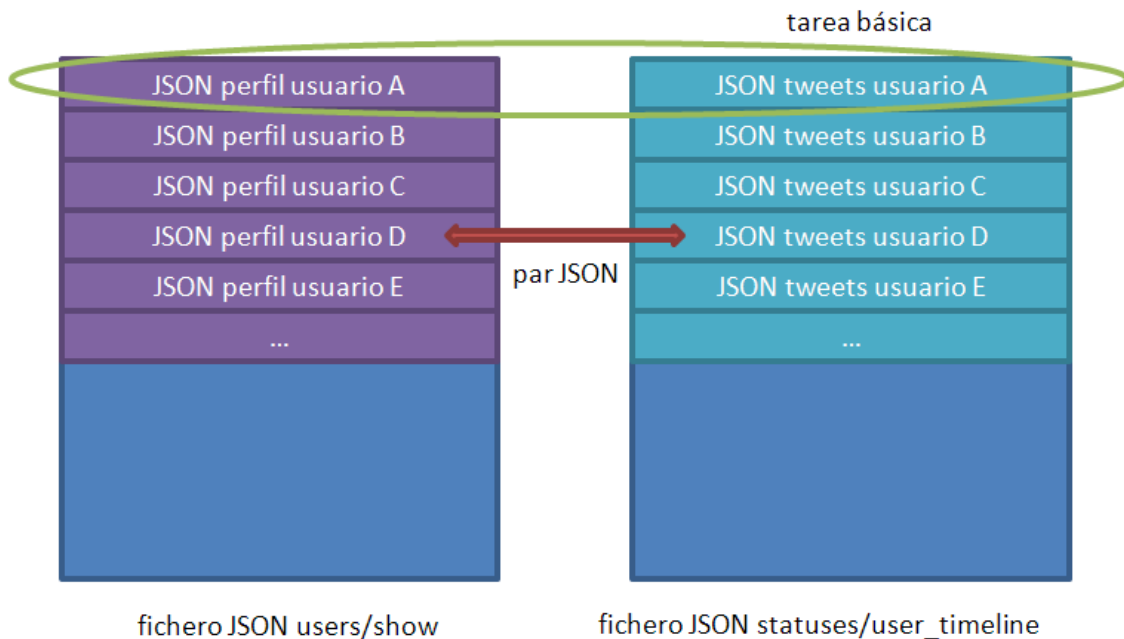 tarea básica
JSON perfil usuario A
JSON tweets usuario A
JSON perfil usuario B
JSON tweets usuario B
JSON perfil usuario C
JSON tweets usuario C
JSON perfil usuario D
JSON tweets usuario D
par JSON
JSON perfil usuario E
JSON tweets usuario E
...
...
fichero JSON users/show
fichero JSON statuses/user_timeline